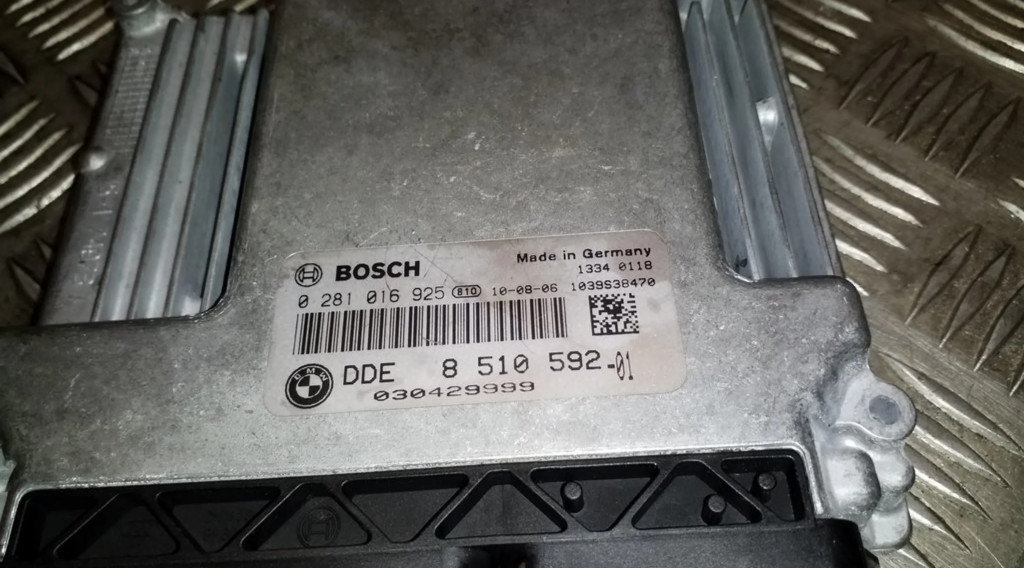 BOSCH
Made in Germany
1334 0118
0 281 016 925 810 10-08-06 1039S38470
BMW DDE 8 510 592-01
030429999